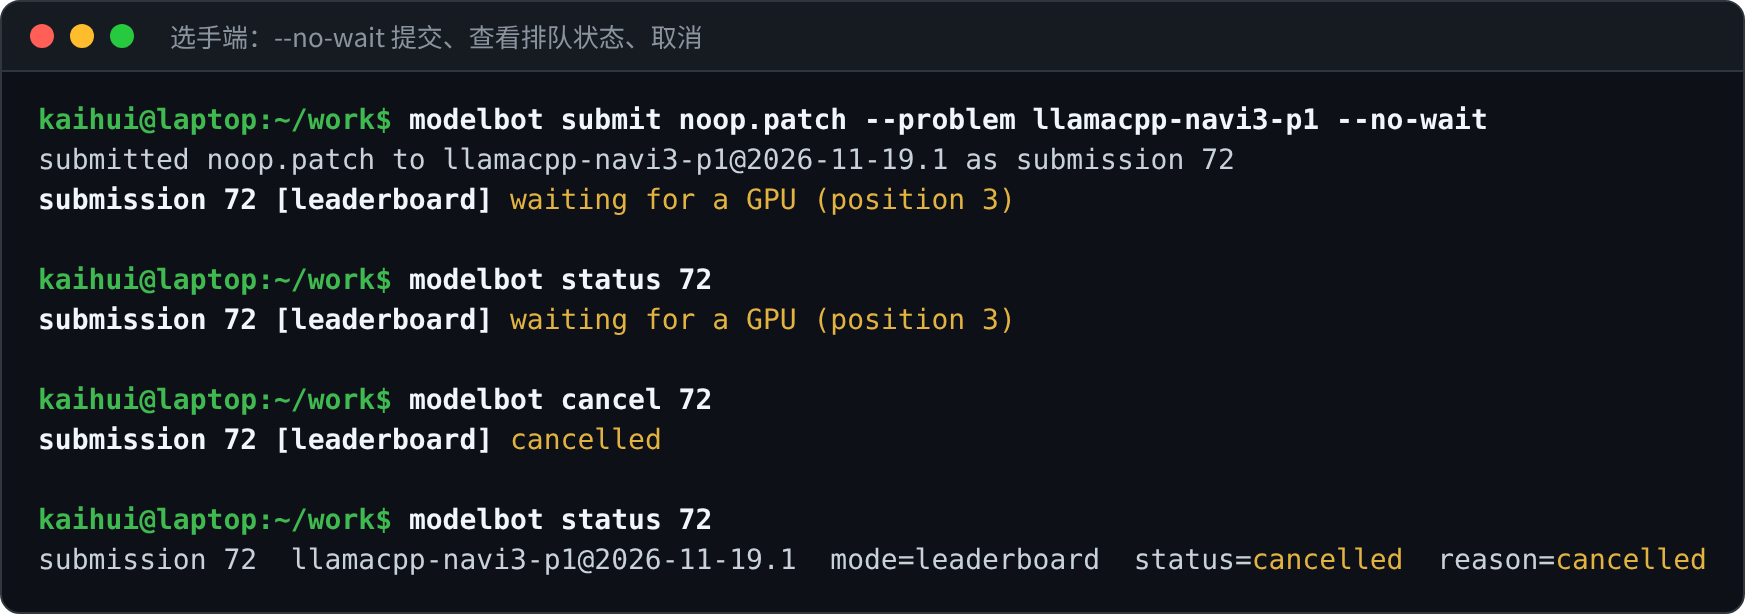 选手端：--no-wait 提交、查看排队状态、取消
kaihui@laptop:~/work$ modelbot submit noop.patch --problem llamacpp-navi3-p1 --no-wait
submitted noop.patch to llamacpp-navi3-p1@2026-11-19.1 as submission 72
submission 72 [leaderboard] waiting for a GPU (position 3)
kaihui@laptop:~/work$ modelbot status 72
submission 72 [leaderboard] waiting for a GPU (position 3)
kaihui@laptop:~/work$ modelbot cancel 72
submission 72 [leaderboard] cancelled
kaihui@laptop:~/work$ modelbot status 72
submission 72  llamacpp-navi3-p1@2026-11-19.1  mode=leaderboard  status=cancelled  reason=cancelled